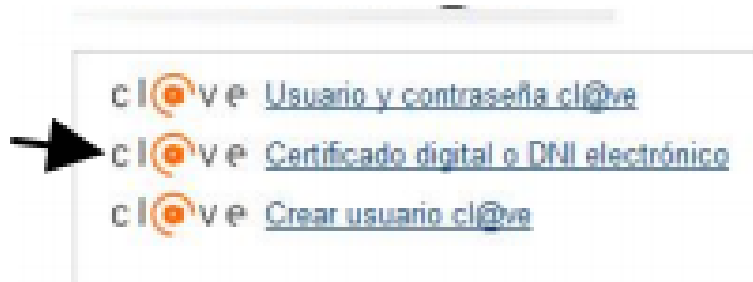 cl@ve Usuario y contraseña cl@ve
cl@ve Certificado digital o DNI electrónico
cl@ve Crear usuario cl@ve